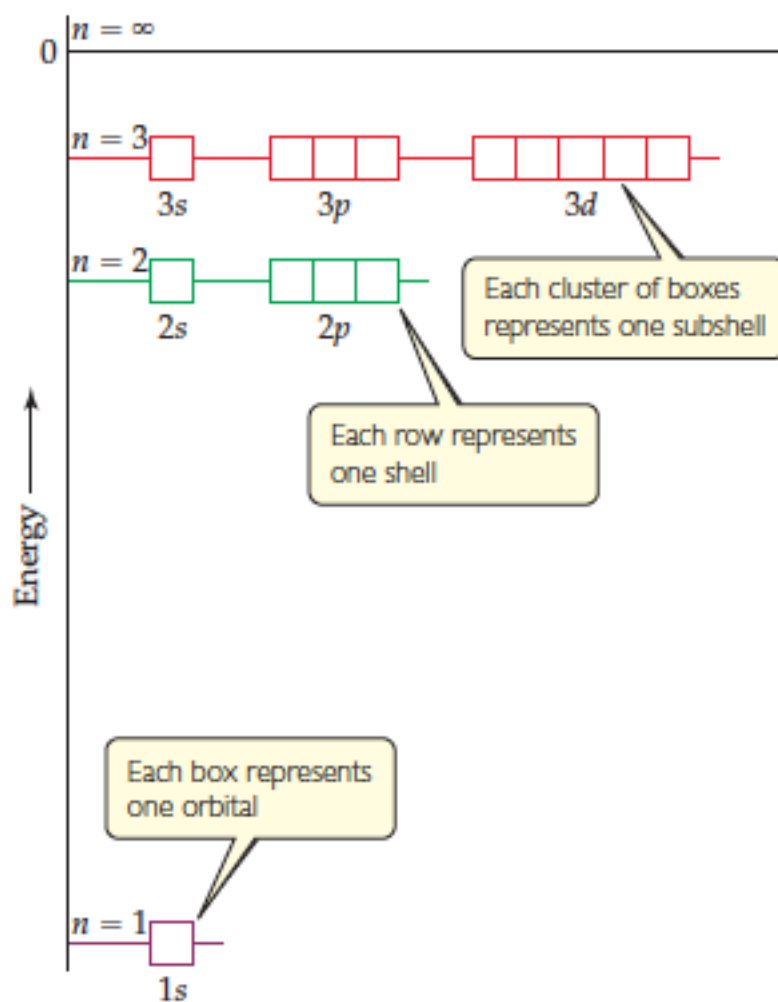 n = ∞
0
n = 3
3s
3p
3d
n = 2
2s
2p
Each cluster of boxes
represents one subshell
Each row represents
one shell
Energy
Each box represents
one orbital
n = 1
1s